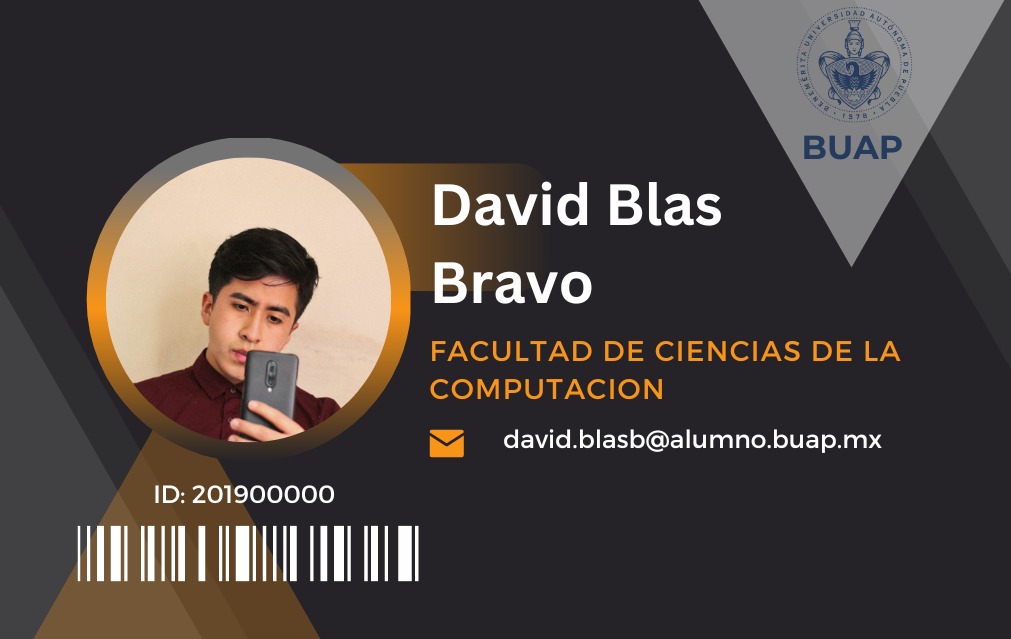 BENEMÉRITA UNIVERSIDAD AUTÓNOMA DE PUEBLA
1578
BUAP
David Blas
Bravo
FACULTAD DE CIENCIAS DE LA
COMPUTACION
david.blasb@alumno.buap.mx
ID: 201900000